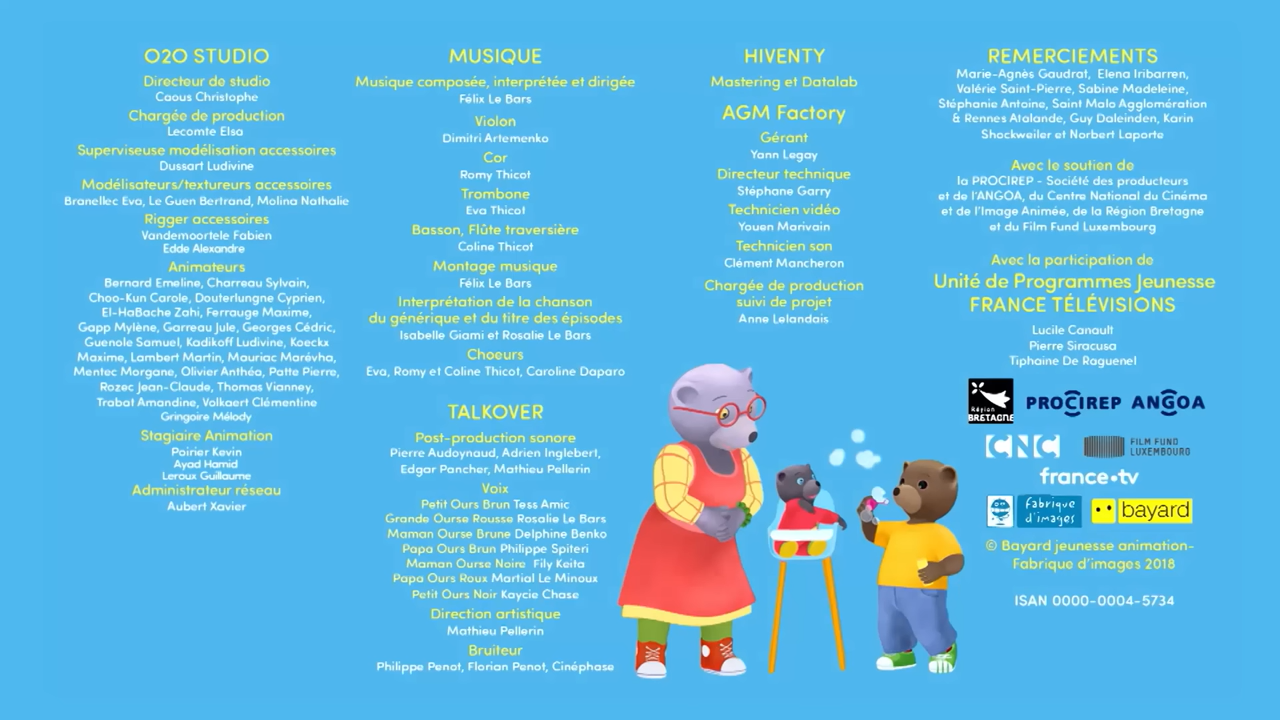 O2O STUDIO
Directeur de studio
Caous Christophe
Chargée de production
Lecomte Elsa
Superviseuse modélisation accessoires
Dussart Ludivine
Modélisateurs/textureurs accessoires
Branellec Eva, Le Guen Bertrand, Molina Nathalie
Rigger accessoires
Vandemoortele Fabien
Edde Alexandre
Animateurs
Bernard Emeline, Charreau Sylvain,
Choo-Kun Carole, Douterlungne Cyprien,
El-HaBache Zahi, Ferrauge Maxime,
Gapp Mylène, Garreau Jule, Georges Cédric,
Guenole Samuel, Kadikoff Ludivine, Koeckx
Maxime, Lambert Martin, Mauriac Marévha,
Mentec Morgane, Olivier Anthéa, Patte Pierre,
Rozec Jean-Claude, Thomas Vianney,
Trabat Amandine, Volkaert Clémentine
Gringoire Mélody
Stagiaire Animation
Poirier Kevin
Ayad Hamid
Leroux Guillaume
Administrateur réseau
Aubert Xavier
MUSIQUE
Musique composée, interprétée et dirigée
Félix Le Bars
Violon
Dimitri Artemenko
Cor
Romy Thicot
Trombone
Eva Thicot
Basson, Flûte traversière
Coline Thicot
Montage musique
Félix Le Bars
Interprétation de la chanson
du générique et du titre des épisodes
Isabelle Giami et Rosalie Le Bars
Choeurs
Eva, Romy et Coline Thicot, Caroline Daparo
TALKOVER
Post-production sonore
Pierre Audoynaud, Adrien Inglebert,
Edgar Pancher, Mathieu Pellerin
Voix
Petit Ours Brun Tess Amic
Grande Ourse Rousse Rosalie Le Bars
Maman Ourse Brune Delphine Benko
Papa Ours Brun Philippe Spiteri
Maman Ourse Noire Fily Keita
Papa Ours Roux Martial Le Minoux
Petit Ours Noir Kaycie Chase
Direction artistique
Mathieu Pellerin
Bruiteur
Philippe Penot, Florian Penot, Cinéphase
HIVENTY
Mastering et Datalab
AGM Factory
Gérant
Yann Legay
Directeur technique
Stéphane Garry
Technicien vidéo
Youen Marivain
Technicien son
Clément Mancheron
Chargée de production
suivi de projet
Anne Lelandais
REMERCIEMENTS
Marie-Agnès Gaudrat, Elena Iribarren,
Valérie Saint-Pierre, Sabine Madeleine,
Stéphanie Antoine, Saint Malo Agglomération
& Rennes Atalande, Guy Daleinden, Karin
Shockweiler et Norbert Laporte
Avec le soutien de
la PROCIREP - Société des producteurs
et de l'ANGOA, du Centre National du Cinéma
et de l'Image Animée, de la Région Bretagne
et du Film Fund Luxembourg
Avec la participation de
Unité de Programmes Jeunesse
FRANCE TÉLÉVISIONS
Lucile Canault
Pierre Siracusa
Tiphaine De Raguenel
Région
BRETAGNE
PROCIREP ANGOA
CNC
FILM FUND
LUXEMBOURG
france•tv
fabrique
d'images
bayard
© Bayard jeunesse animation-
Fabrique d'images 2018
ISAN 0000-0004-5734